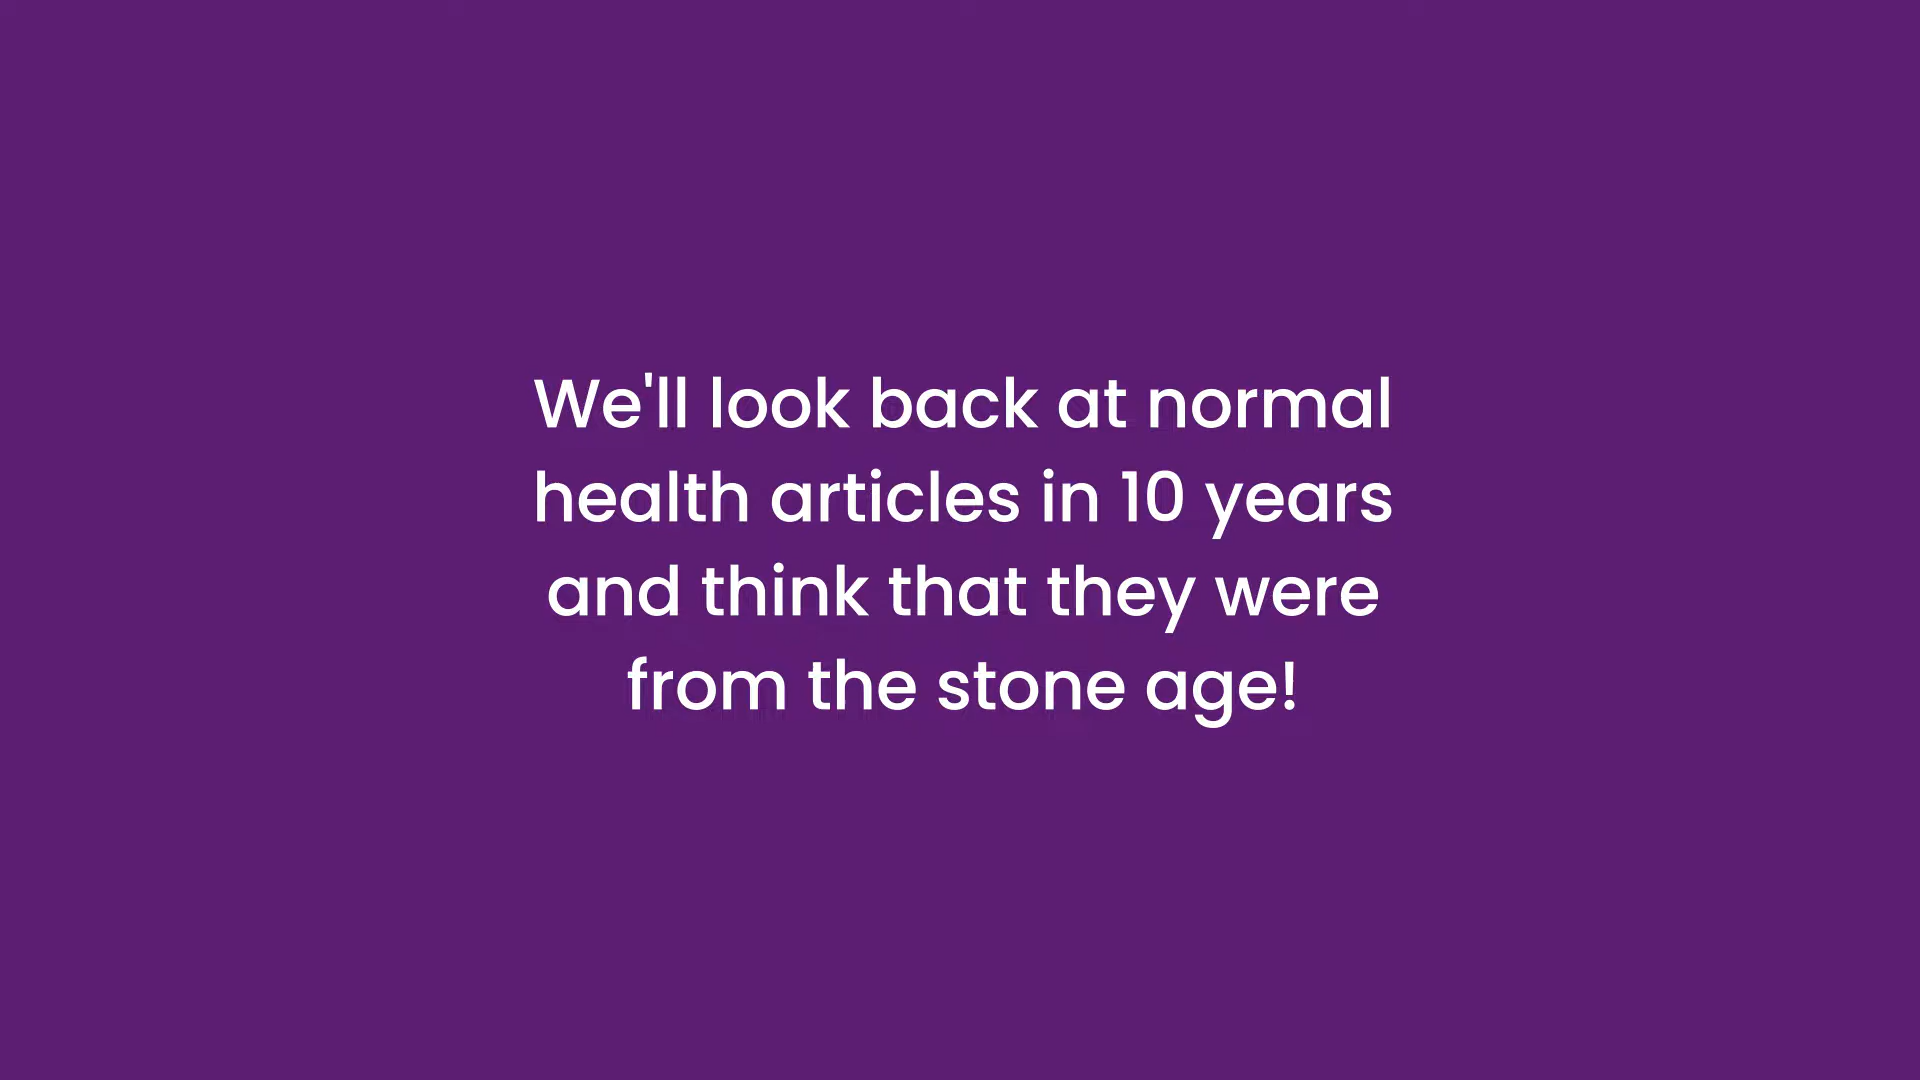 We'll look back at normal
health articles in 10 years
and think that they were
from the stone age!